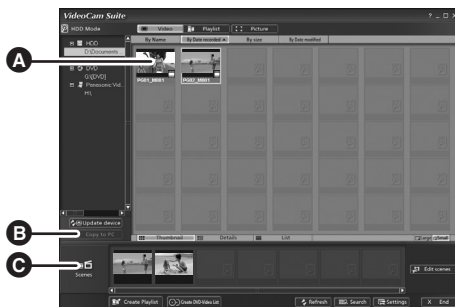 VideoCam Suite
HDD Mode
Video Playlist Picture
By Name By Date recorded By size By Date modified
HDD
D:\Documents
DVD
G:\[DVD]
Panasonic Vid..
H:\
A
PG01_M001 PG02_M001
Update device
B
Copy to PC
Thumbnail Details List Large Small
C
Scenes
Edit scenes
Create Playlist Create DVD-Video List Refresh Search Settings X End